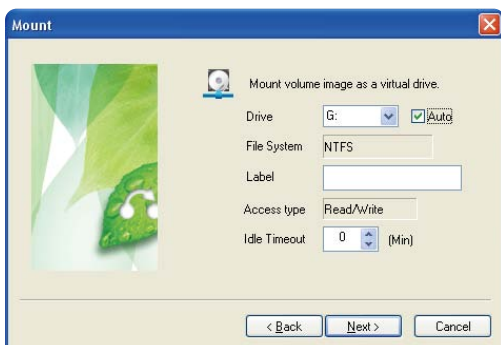 Mount
Mount volume image as a virtual drive.
Drive G: Auto
File System NTFS
Label
Access type Read/Write
Idle Timeout 0 (Min)
< Back Next > Cancel